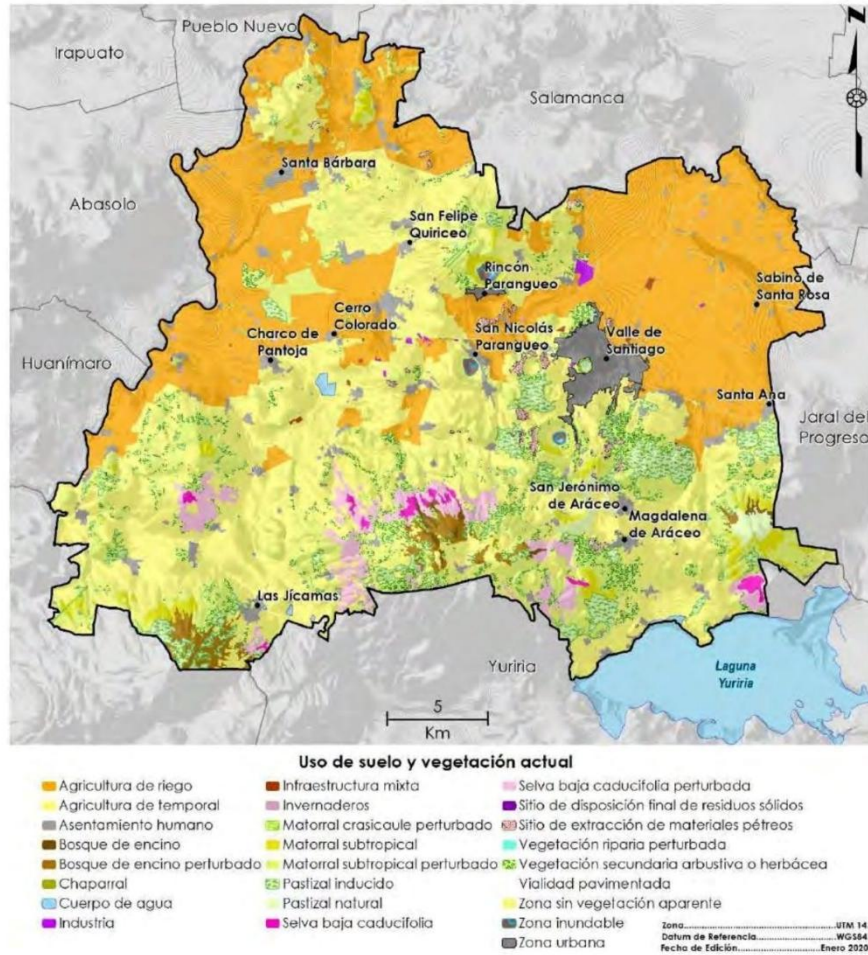 Pueblo Nuevo
Irapuato
Salamanca
Santa Bárbara
Abasolo
San Felipe
Quiriceo
Rincón
Parangueo
Sabino de
Santa Rosa
Cerro
Colorado
San Nicolás
Parangueo
Valle de
Santiago
Charco de
Pantoja
Huanímaro
Santa Ana
Jaral del
Progreso
San Jerónimo
de Aráceo
Magdalena
de Aráceo
Las Jícamas
Yuriria
Laguna
Yuriria
5
Km
Uso de suelo y vegetación actual
Agricultura de riego
Agricultura de temporal
Asentamiento humano
Bosque de encino
Bosque de encino perturbado
Chaparral
Cuerpo de agua
Industria
Infraestructura mixta
Invernaderos
Matorral crasicaule perturbado
Matorral subtropical
Matorral subtropical perturbado
Pastizal inducido
Pastizal natural
Selva baja caducifolia
Selva baja caducifolia perturbada
Sitio de disposición final de residuos sólidos
Sitio de extracción de materiales pétreos
Vegetación riparia perturbada
Vegetación secundaria arbustiva o herbácea
Vialidad pavimentada
Zona sin vegetación aparente
Zona inundable
Zona urbana
Zona UTM 14
Datum de Referencia WGS84
Fecha de Edición Enero 2020